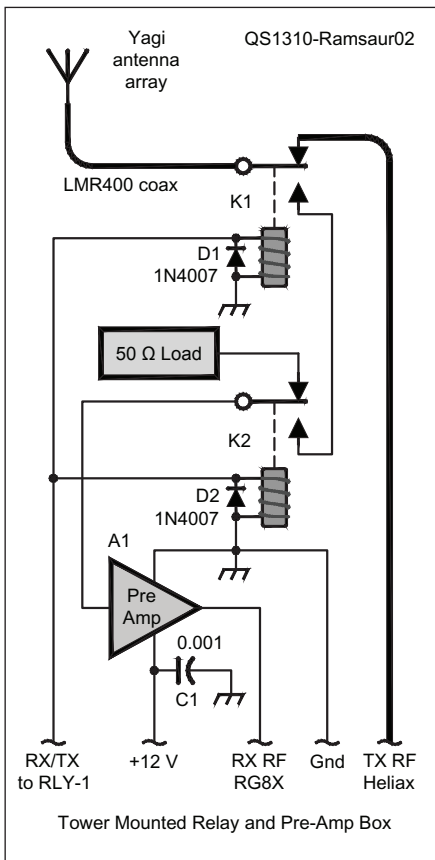 Yagi
antenna
array
QS1310-Ramsaur02
LMR400 coax
K1
D1
1N4007
50 Ω Load
K2
D2
1N4007
A1
Pre
Amp
0.001
C1
RX/TX
to RLY-1
+12 V
RX RF
RG8X
Gnd
TX RF
Heliax
Tower Mounted Relay and Pre-Amp Box